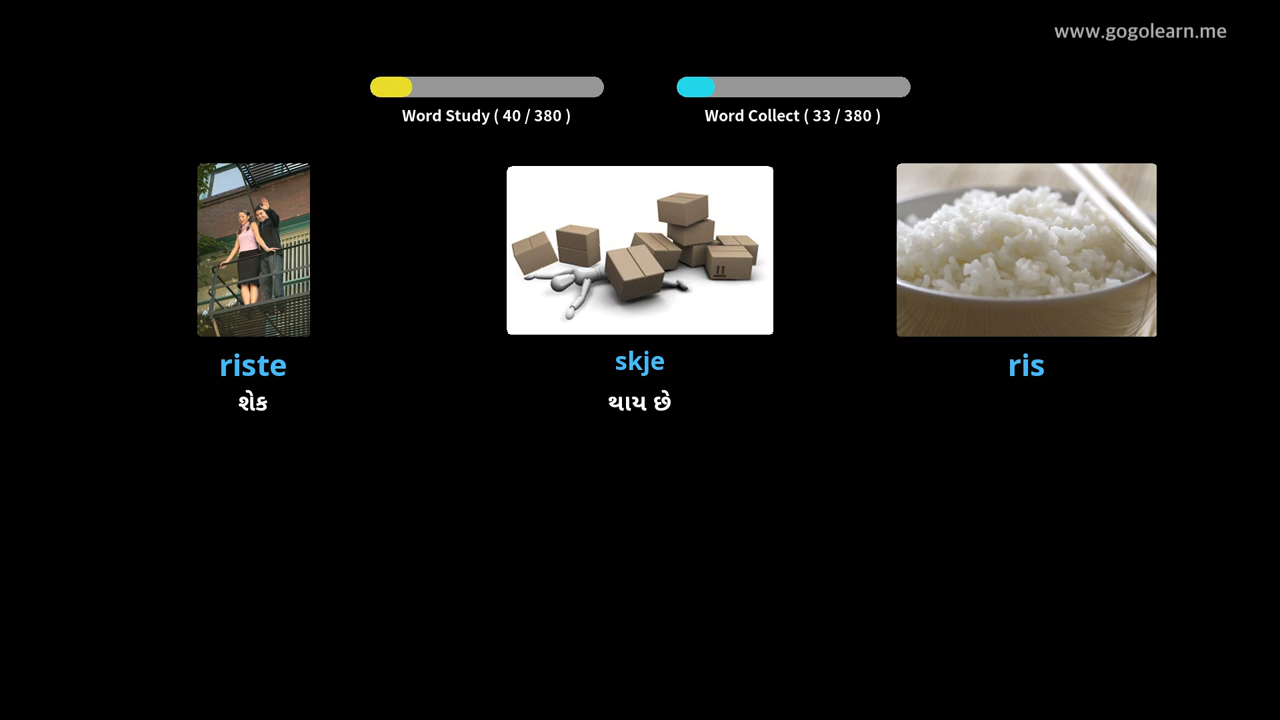 www.gogolearn.me
Word Study ( 40 / 380 )
Word Collect ( 33 / 380 )
riste
શેક
skje
થાય છે
ris